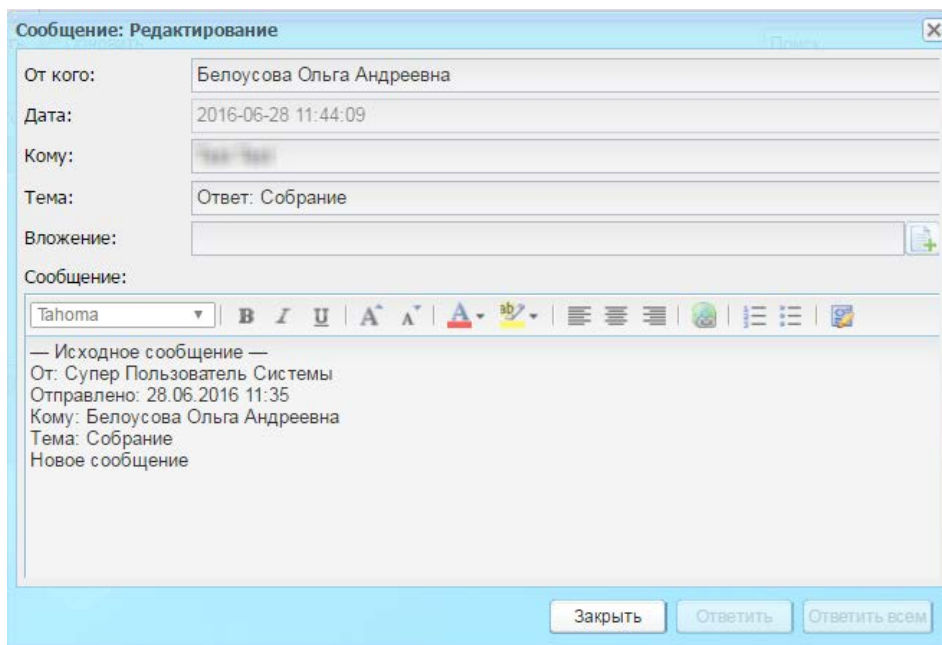 Сообщение: Редактирование
От кого: Белоусова Ольга Андреевна
Дата: 2016-06-28 11:44:09
Кому:
Тема: Ответ: Собрание
Вложение:
Сообщение:
Tahoma
— Исходное сообщение —
От: Супер Пользователь Системы
Отправлено: 28.06.2016 11:35
Кому: Белоусова Ольга Андреевна
Тема: Собрание
Новое сообщение
Закрыть Ответить Ответить всем